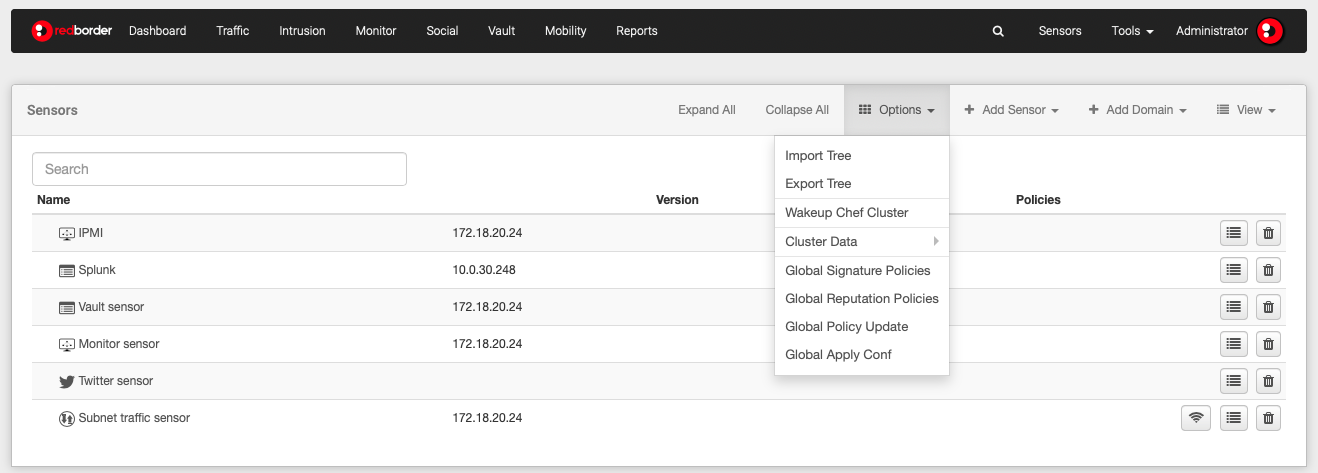 redborder Dashboard Traffic Intrusion Monitor Social Vault Mobility Reports Sensors Tools Administrator
Sensors Expand All Collapse All Options Add Sensor Add Domain View
Import Tree
Search
Export Tree
Name Version Policies
Wakeup Chef Cluster
IPMI 172.18.20.24
Cluster Data
Splunk 10.0.30.248
Global Signature Policies
Global Reputation Policies
Vault sensor 172.18.20.24
Global Policy Update
Monitor sensor 172.18.20.24
Global Apply Conf
Twitter sensor
Subnet traffic sensor 172.18.20.24